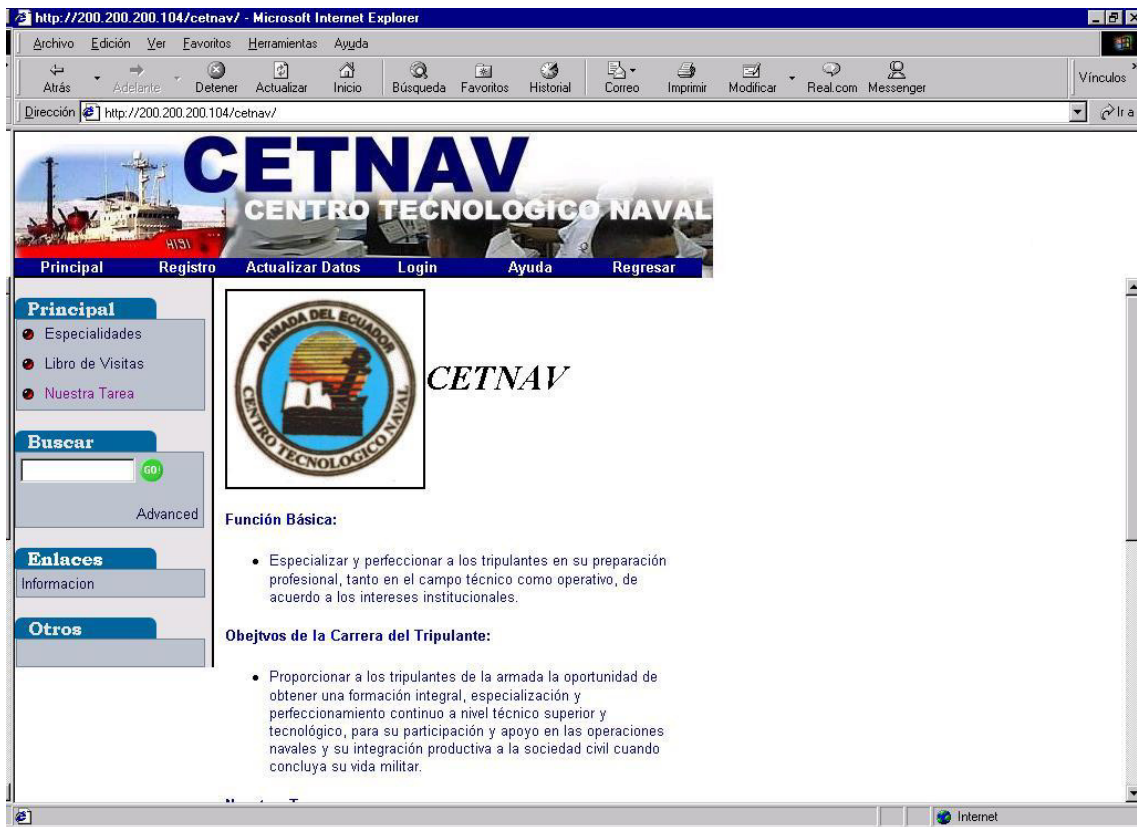 http://200.200.200.104/cetnav/ - Microsoft Internet Explorer
Archivo Edición Ver Favoritos Herramientas Ayuda
Atrás Adelante Detener Actualizar Inicio Búsqueda Favoritos Historial Correo Imprimir Modificar Real.com Messenger Vínculos
Dirección http://200.200.200.104/cetnav/ Ir a
CETNAV
CENTRO TECNOLOGICO NAVAL
H191
Principal Registro Actualizar Datos Login Ayuda Regresar
Principal
Especialidades
Libro de Visitas
Nuestra Tarea
Buscar
GO!
Advanced
Enlaces
Informacion
Otros
ARMADA DEL ECUADOR
CENTRO TECNOLOGICO NAVAL
CETNAV
Función Básica:
Especializar y perfeccionar a los tripulantes en su preparación
profesional, tanto en el campo técnico como operativo, de
acuerdo a los intereses institucionales.
Obejtvos de la Carrera del Tripulante:
Proporcionar a los tripulantes de la armada la oportunidad de
obtener una formación integral, especialización y
perfeccionamiento continuo a nivel técnico superior y
tecnológico, para su participación y apoyo en las operaciones
navales y su integración productiva a la sociedad civil cuando
concluya su vida militar.
Internet